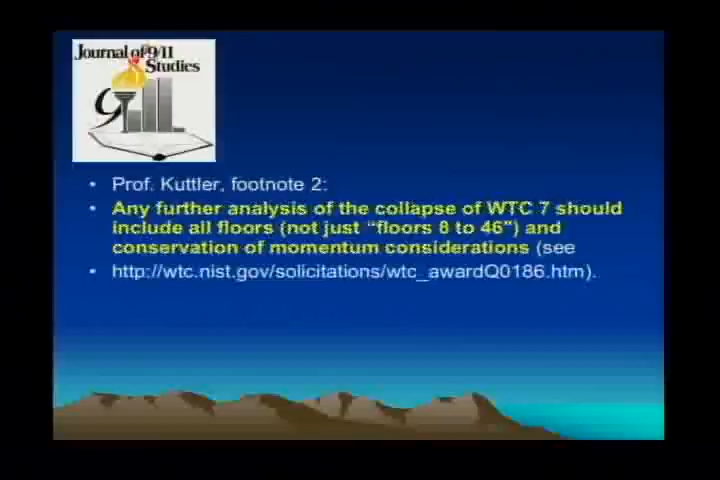 Journal of 9/11
Studies
911
• Prof. Kuttler, footnote 2:
• Any further analysis of the collapse of WTC 7 should
include all floors (not just “floors 8 to 46”) and
conservation of momentum considerations (see
• http://wtc.nist.gov/solicitations/wtc_awardQ0186.htm).